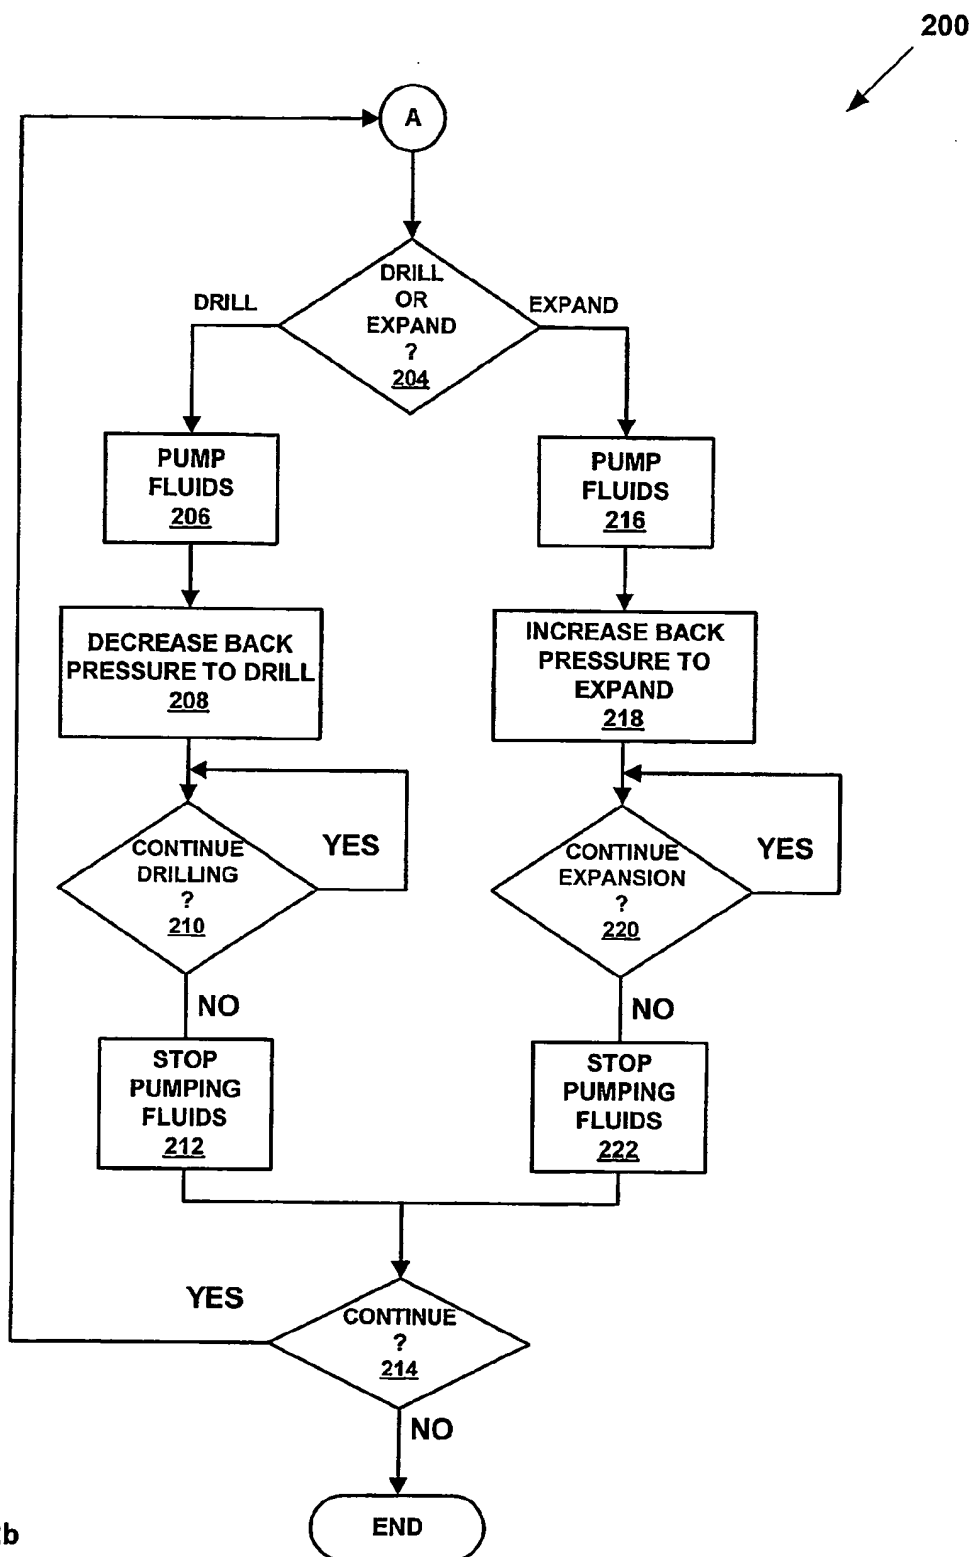 200
A
DRILL
OR
EXPAND
?
204
DRILL
EXPAND
PUMP
FLUIDS
206
PUMP
FLUIDS
216
DECREASE BACK
PRESSURE TO DRILL
208
INCREASE BACK
PRESSURE TO
EXPAND
218
CONTINUE
DRILLING
?
210
YES
CONTINUE
EXPANSION
?
220
YES
NO
NO
STOP
PUMPING
FLUIDS
212
STOP
PUMPING
FLUIDS
222
YES
CONTINUE
?
214
NO
END